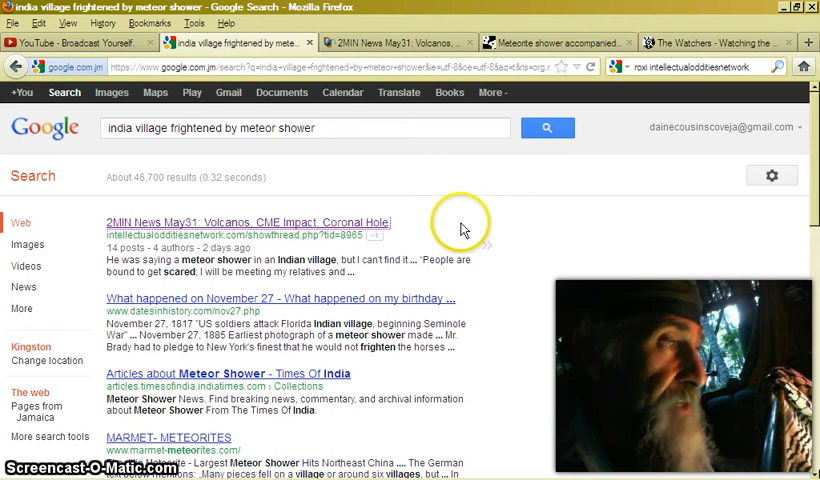 india village frightened by meteor shower - Google Search - Mozilla Firefox
File Edit View History Bookmarks Tools Help
YouTube - Broadcast Yourself. india village frightened by mete... 2MIN News May31: Volcanos, ... Meteorite shower accompanied... The Watchers - Watching the ...
google.com.jm https://www.google.com.jm/search?q=india+village+frightened+by+meteor+shower&ie=utf-8&oe=utf-8&aq=t&rls=org.r roxi intellectualodditiesnetwork
+You Search Images Maps Play Gmail Documents Calendar Translate Books More
Google india village frightened by meteor shower dainecousinscoveja@gmail.com
Search About 46,700 results (0.32 seconds)
Web
Images
Videos
News
More
Kingston
Change location
The web
Pages from
Jamaica
More search tools
2MIN News May31: Volcanos, CME Impact, Coronal Hole
intellectualodditiesnetwork.com/showthread.php?tid=8965
14 posts - 4 authors - 2 days ago
He was saying a meteor shower in an Indian village, but I can't find it ... "People are
bound to get scared; I will be meeting my relatives and ...
What happened on November 27 - What happened on my birthday ...
www.datesinhistory.com/nov27.php
November 27, 1817 "US soldiers attack Florida Indian village, beginning Seminole
War" ... November 27, 1885 Earliest photograph of a meteor shower made ... Mr.
Brady had to pledge to New York's finest that he would not frighten the horses ...
Articles about Meteor Shower - Times Of India
articles.timesofindia.indiatimes.com › Collections
Meteor Shower News. Find breaking news, commentary, and archival information
about Meteor Shower From The Times Of India.
MARMET- METEORITES
www.marmet-meteorites.com/
Meteorite - Largest Meteor Shower Hits Northeast China .... The German
text below mentions: „Many pieces fell on a village or around six villages, but ... In
Screencast-O-Matic.com